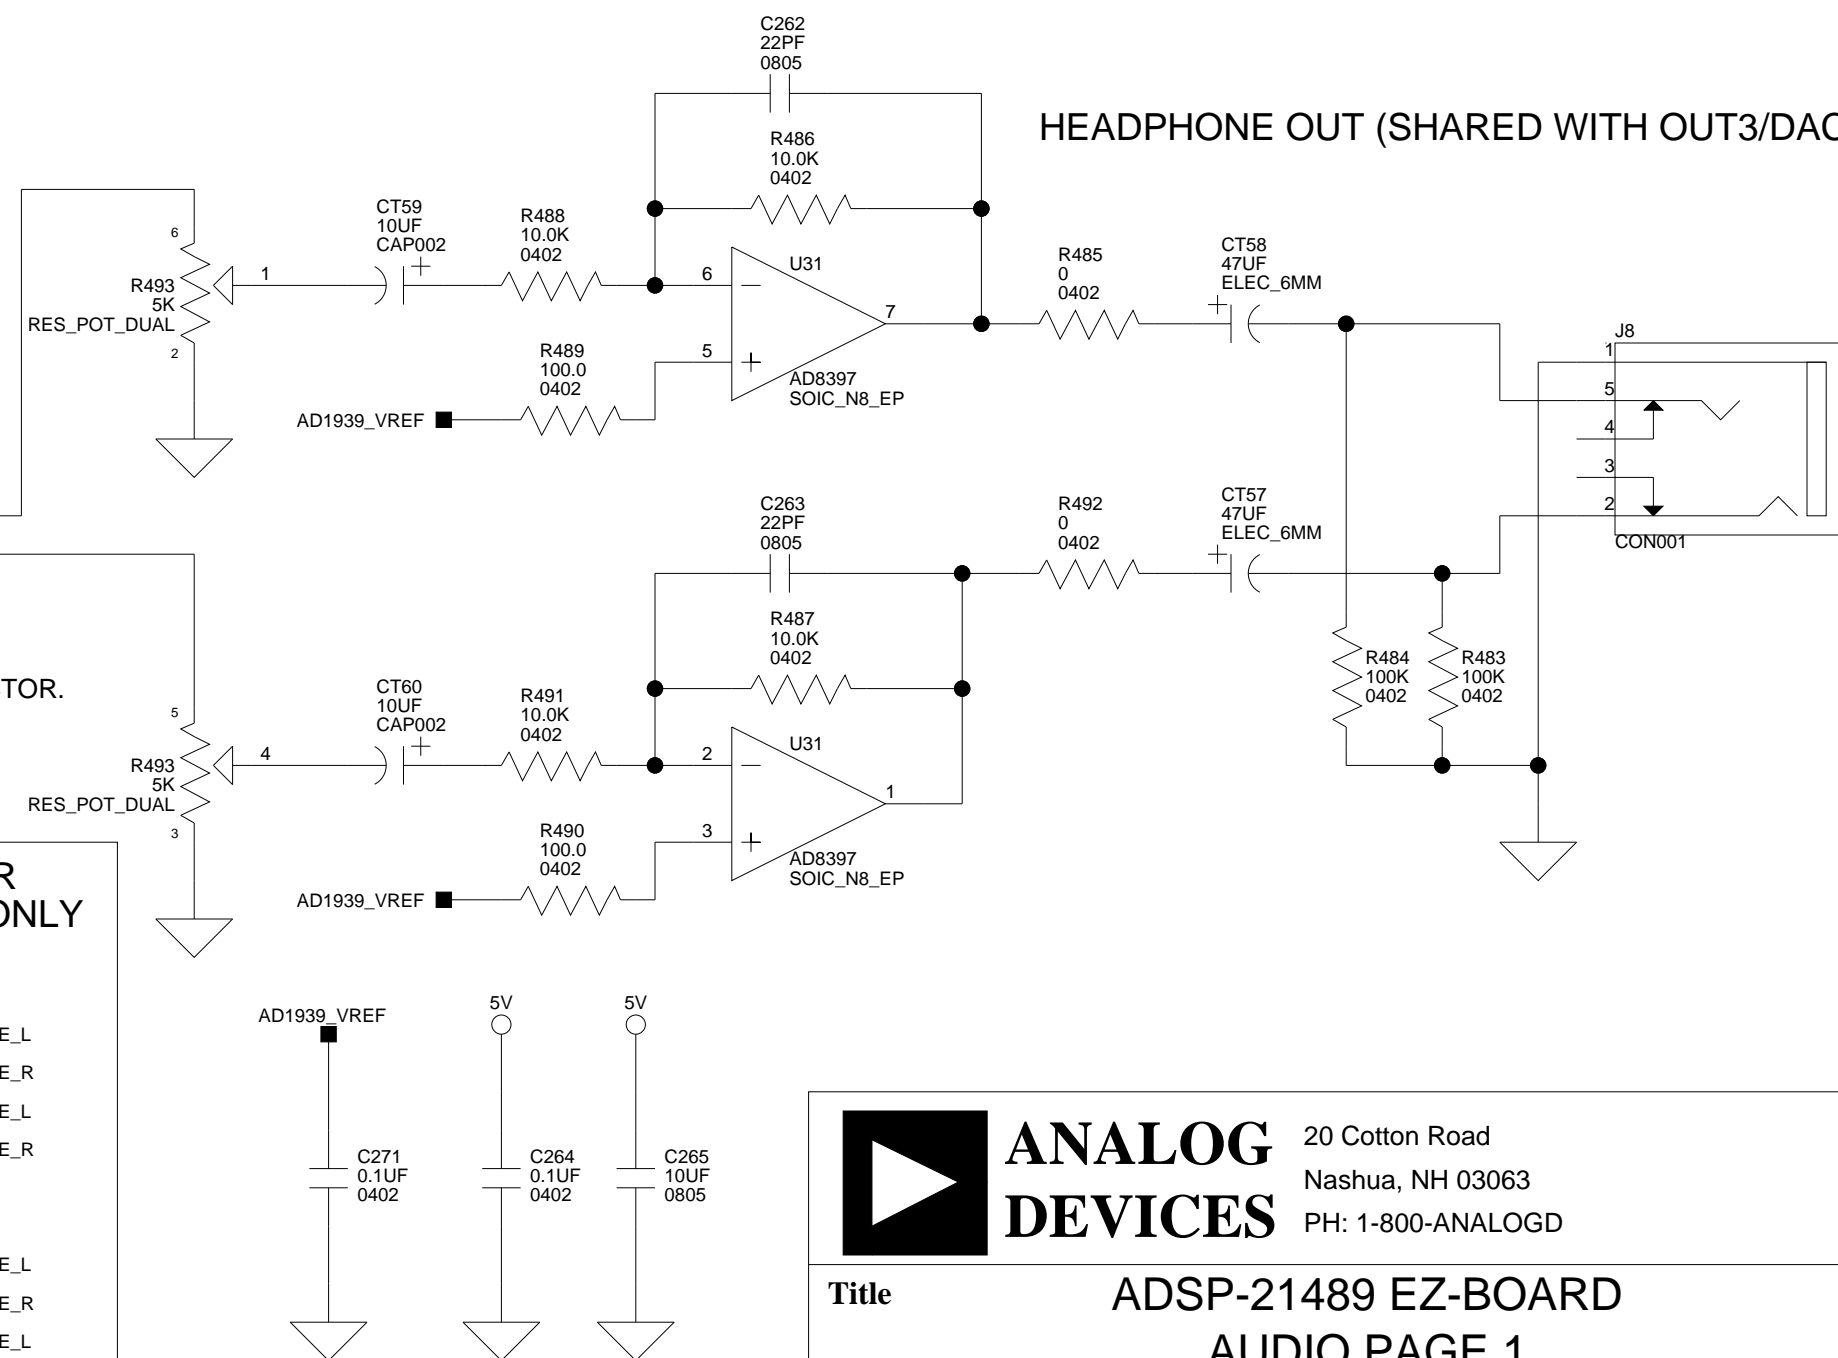 C262
22PF
0805
HEADPHONE OUT (SHARED WITH OUT3/DAC
R486
10.0K
0402
CT59
10UF
CAP002
+
R488
10.0K
0402
6
R493
5K
RES_POT_DUAL
2
1
6
U31
7
5
+
AD8397
SOIC_N8_EP
R489
100.0
0402
AD1939_VREF
R485
0
0402
CT58
47UF
ELEC_6MM
+
J8
1
5
4
3
2
CON001
C263
22PF
0805
R492
0
0402
CT57
47UF
ELEC_6MM
+
R487
10.0K
0402
R484
100K
0402
R483
100K
0402
TOR.
CT60
10UF
CAP002
+
R491
10.0K
0402
5
R493
5K
RES_POT_DUAL
3
4
2
U31
1
3
+
AD8397
SOIC_N8_EP
R490
100.0
0402
AD1939_VREF
R
ONLY
E_L
E_R
E_L
E_R
E_L
E_R
E_L
AD1939_VREF
5V
5V
C271
0.1UF
0402
C264
0.1UF
0402
C265
10UF
0805
ANALOG
DEVICES
20 Cotton Road
Nashua, NH 03063
PH: 1-800-ANALOGD
Title
ADSP-21489 EZ-BOARD
AUDIO PAGE 1